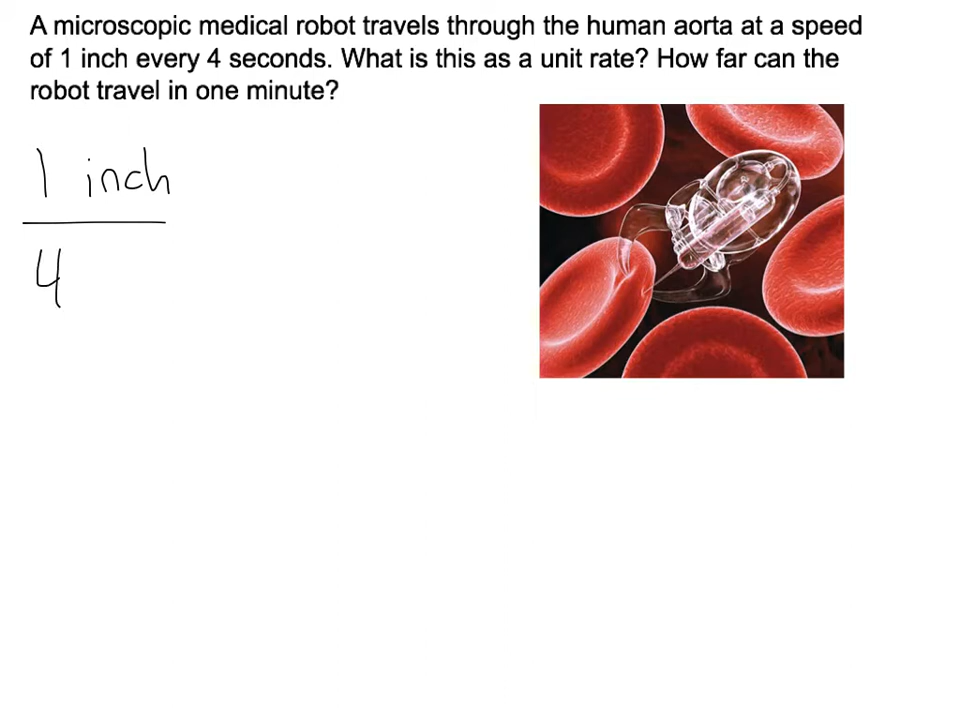 A microscopic medical robot travels through the human aorta at a speed
of 1 inch every 4 seconds. What is this as a unit rate? How far can the
robot travel in one minute?
1 inch
4